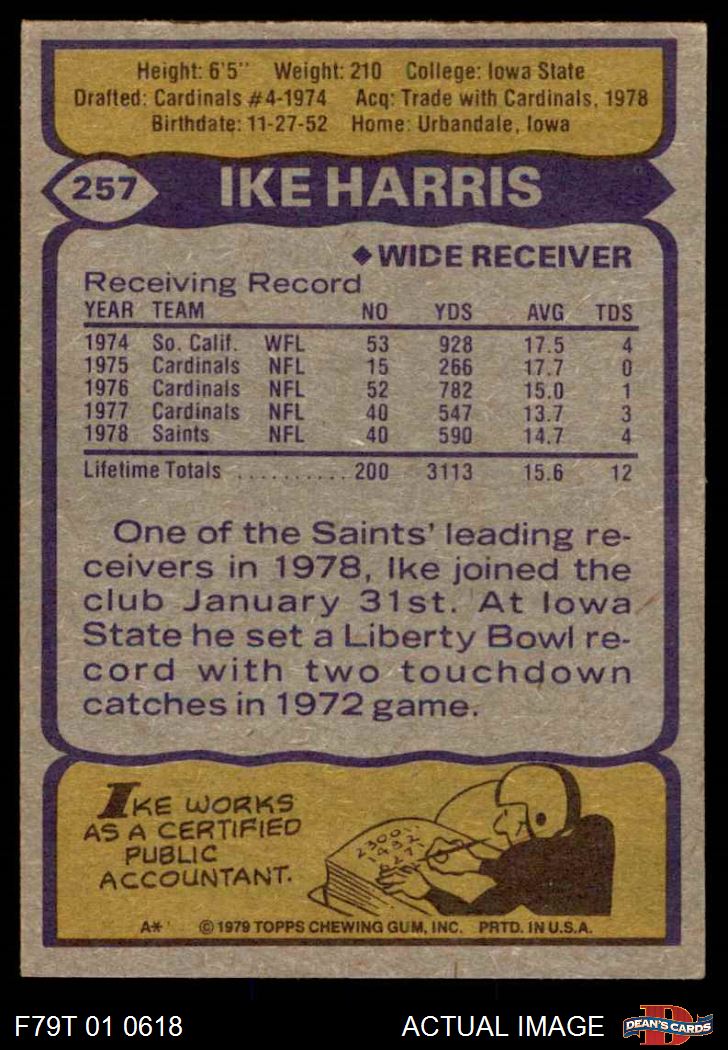 Height: 6'5" Weight: 210 College: Iowa State
Drafted: Cardinals #4-1974 Acq: Trade with Cardinals, 1978
Birthdate: 11-27-52 Home: Urbandale, Iowa
257 IKE HARRIS
◆WIDE RECEIVER
Receiving Record
YEAR TEAM NO YDS AVG TDS
1974 So. Calif. WFL 53 928 17.5 4
1975 Cardinals NFL 15 266 17.7 0
1976 Cardinals NFL 52 782 15.0 1
1977 Cardinals NFL 40 547 13.7 3
1978 Saints NFL 40 590 14.7 4
Lifetime Totals .......... 200 3113 15.6 12
One of the Saints' leading re-
ceivers in 1978, Ike joined the
club January 31st. At Iowa
State he set a Liberty Bowl re-
cord with two touchdown
catches in 1972 game.
IKE WORKS
AS A CERTIFIED
PUBLIC
ACCOUNTANT.
A* © 1979 TOPPS CHEWING GUM, INC. PRTD. IN U.S.A.
F79T 01 0618 ACTUAL IMAGE DEAN'S CARDS